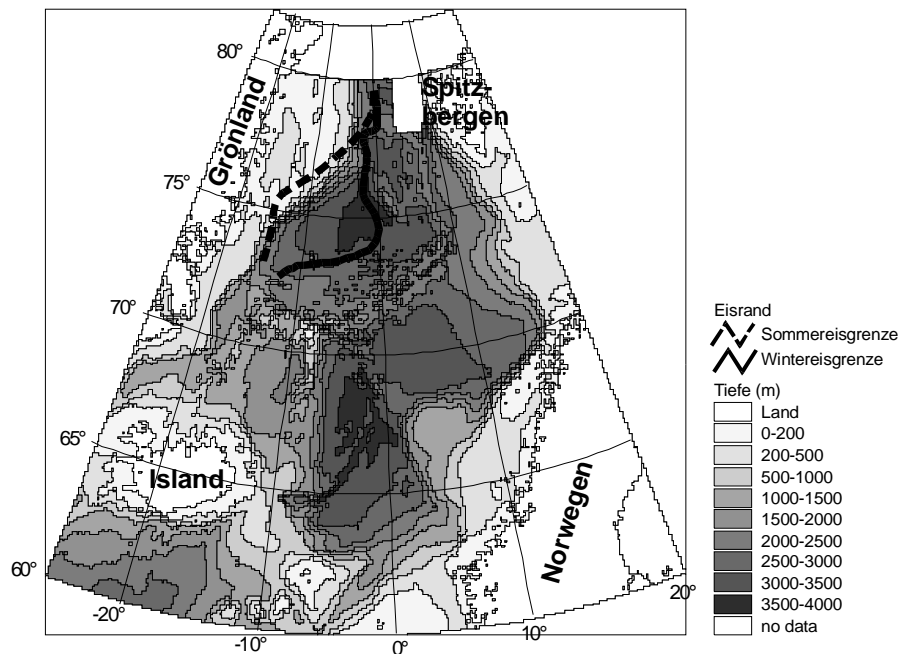 80°
Spitz-
bergen
Grönland
75°
70°
65°
Island
Norwegen
60°
-20°
-10°
0°
10°
20°
Eisrand
Sommereisgrenze
Wintereisgrenze
Tiefe (m)
Land
0-200
200-500
500-1000
1000-1500
1500-2000
2000-2500
2500-3000
3000-3500
3500-4000
no data